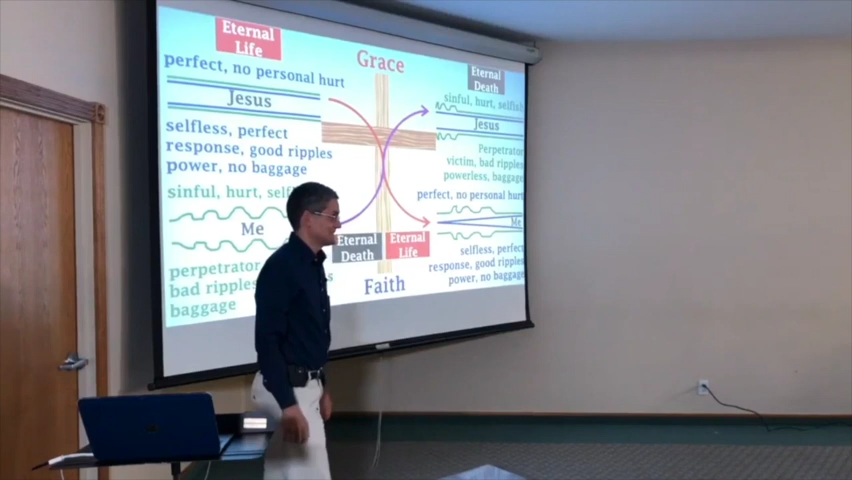 Eternal
Life
Grace
Eternal
Death
perfect, no personal hurt
sinful, hurt, selfish
Jesus
Jesus
selfless, perfect
response, good ripples
power, no baggage
Perpetrator
victim, bad ripples
powerless, baggage
sinful, hurt,
perfect, no personal hurt
Me
Me
Eternal
Death
Eternal
Life
selfless, perfect
response, good ripples
power, no baggage
perpetrator
bad ripples
baggage
Faith